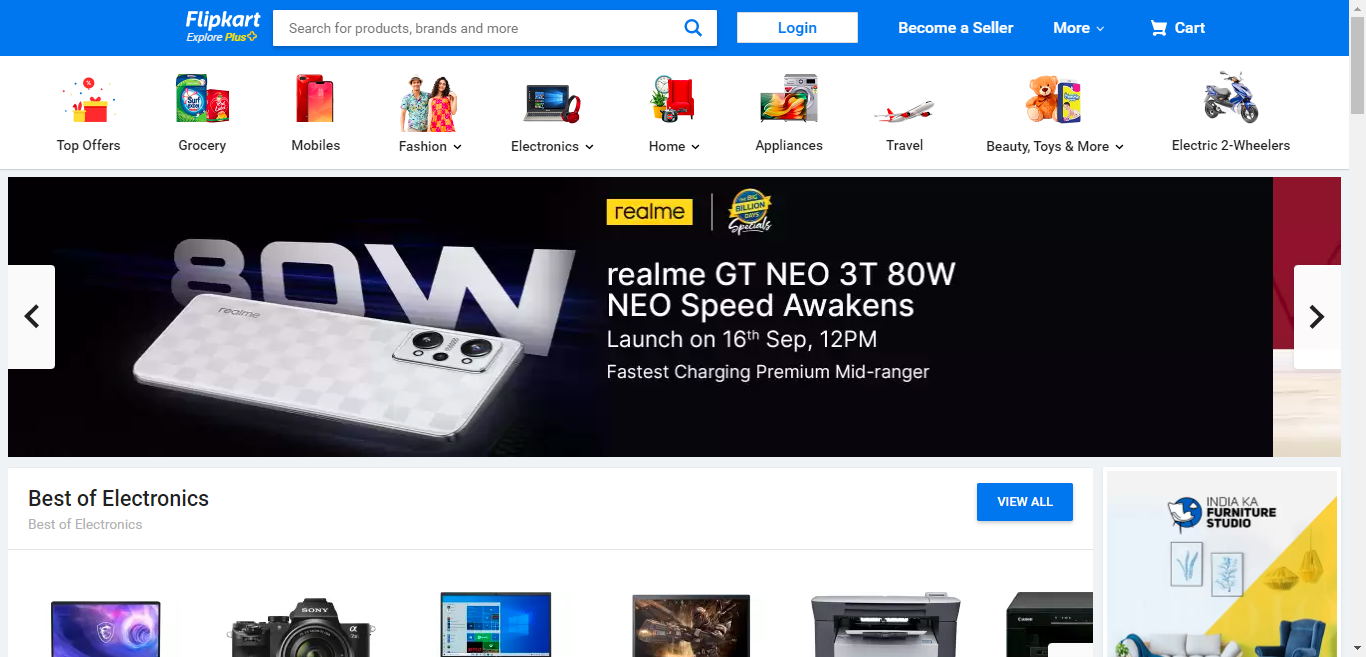 Flipkart
Explore Plus
Search for products, brands and more
Login
Become a Seller
More
Cart
Top Offers
Grocery
Mobiles
Fashion
Electronics
Home
Appliances
Travel
Beauty, Toys & More
Electric 2-Wheelers
80W
realme
realme
THE BIG
BILLION
DAYS
Specials
realme GT NEO 3T 80W
NEO Speed Awakens
Launch on 16th Sep, 12PM
Fastest Charging Premium Mid-ranger
Best of Electronics
Best of Electronics
VIEW ALL
INDIA KA
FURNITURE
STUDIO
SONY
Canon